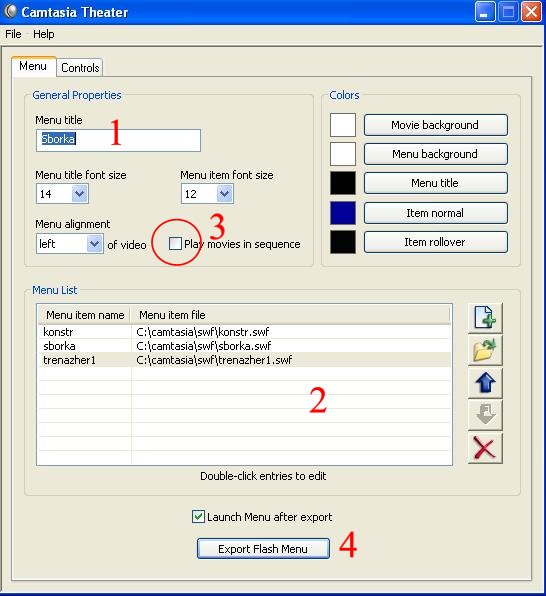 Camtasia Theater
File Help
Menu Controls
General Properties
Menu title
Sborka
1
Menu title font size
Menu item font size
14
12
Menu alignment
3
left of video
Play movies in sequence
Colors
Movie background
Menu background
Menu title
Item normal
Item rollover
Menu List
Menu item name Menu item file
konstr C:\camtasia\swf\konstr.swf
sborka C:\camtasia\swf\sborka.swf
trenazher1 C:\camtasia\swf\trenazher1.swf
2
Double-click entries to edit
Launch Menu after export
Export Flash Menu 4